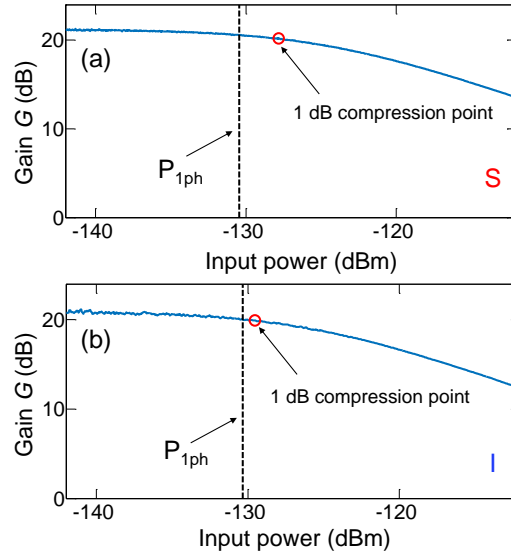 (a)
20
10
0
Gain G (dB)
1 dB compression point
P1ph
S
-140
-130
-120
Input power (dBm)
(b)
20
10
0
Gain G (dB)
1 dB compression point
P1ph
I
-140
-130
-120
Input power (dBm)